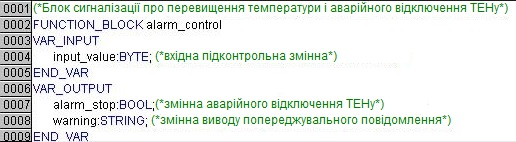 0001 (*Блок сигналізації про перевищення температури і аварійного відключення ТЕНу*)
0002 FUNCTION_BLOCK alarm_control
0003 VAR_INPUT
0004 input_value:BYTE; (*вхідна підконтрольна змінна*)
0005 END_VAR
0006 VAR_OUTPUT
0007 alarm_stop:BOOL;(*змінна аварійного відключення ТЕНу*)
0008 warning:STRING; (*змінна виводу попереджувального повідомлення*)
0009 END_VAR